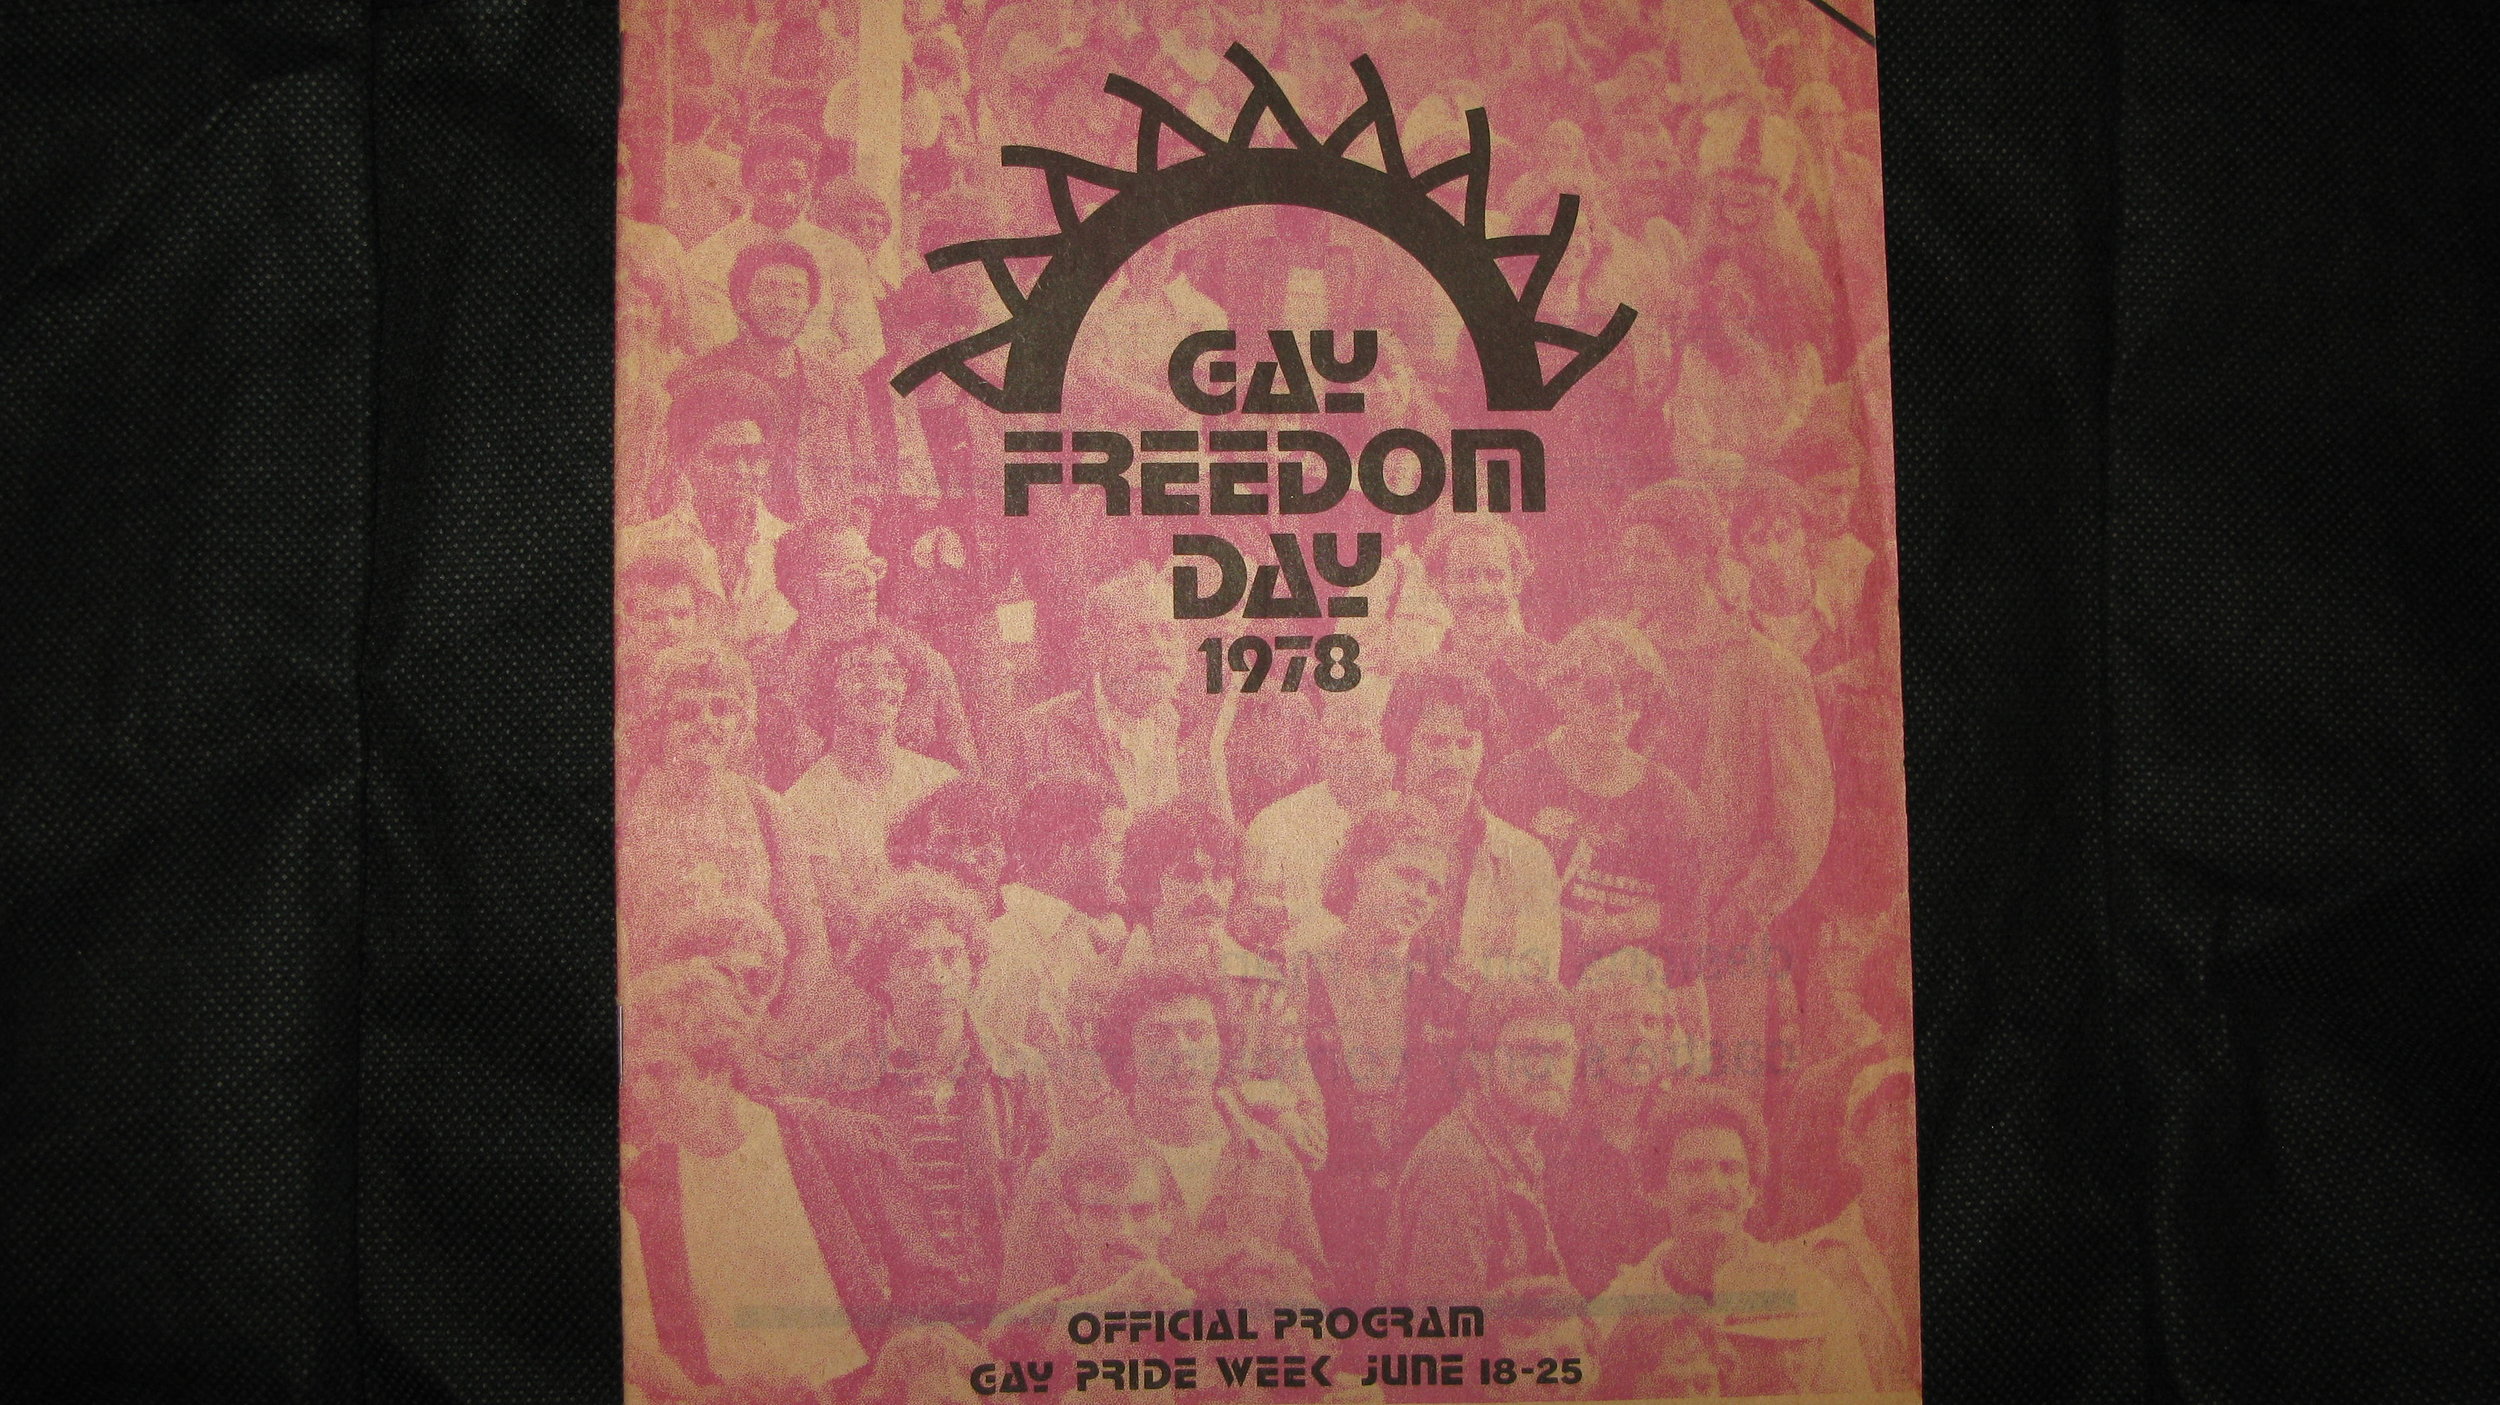 GAY
FREEDOM
DAY
1978
OFFICIAL PROGRAM
GAY PRIDE WEEK JUNE 18-25